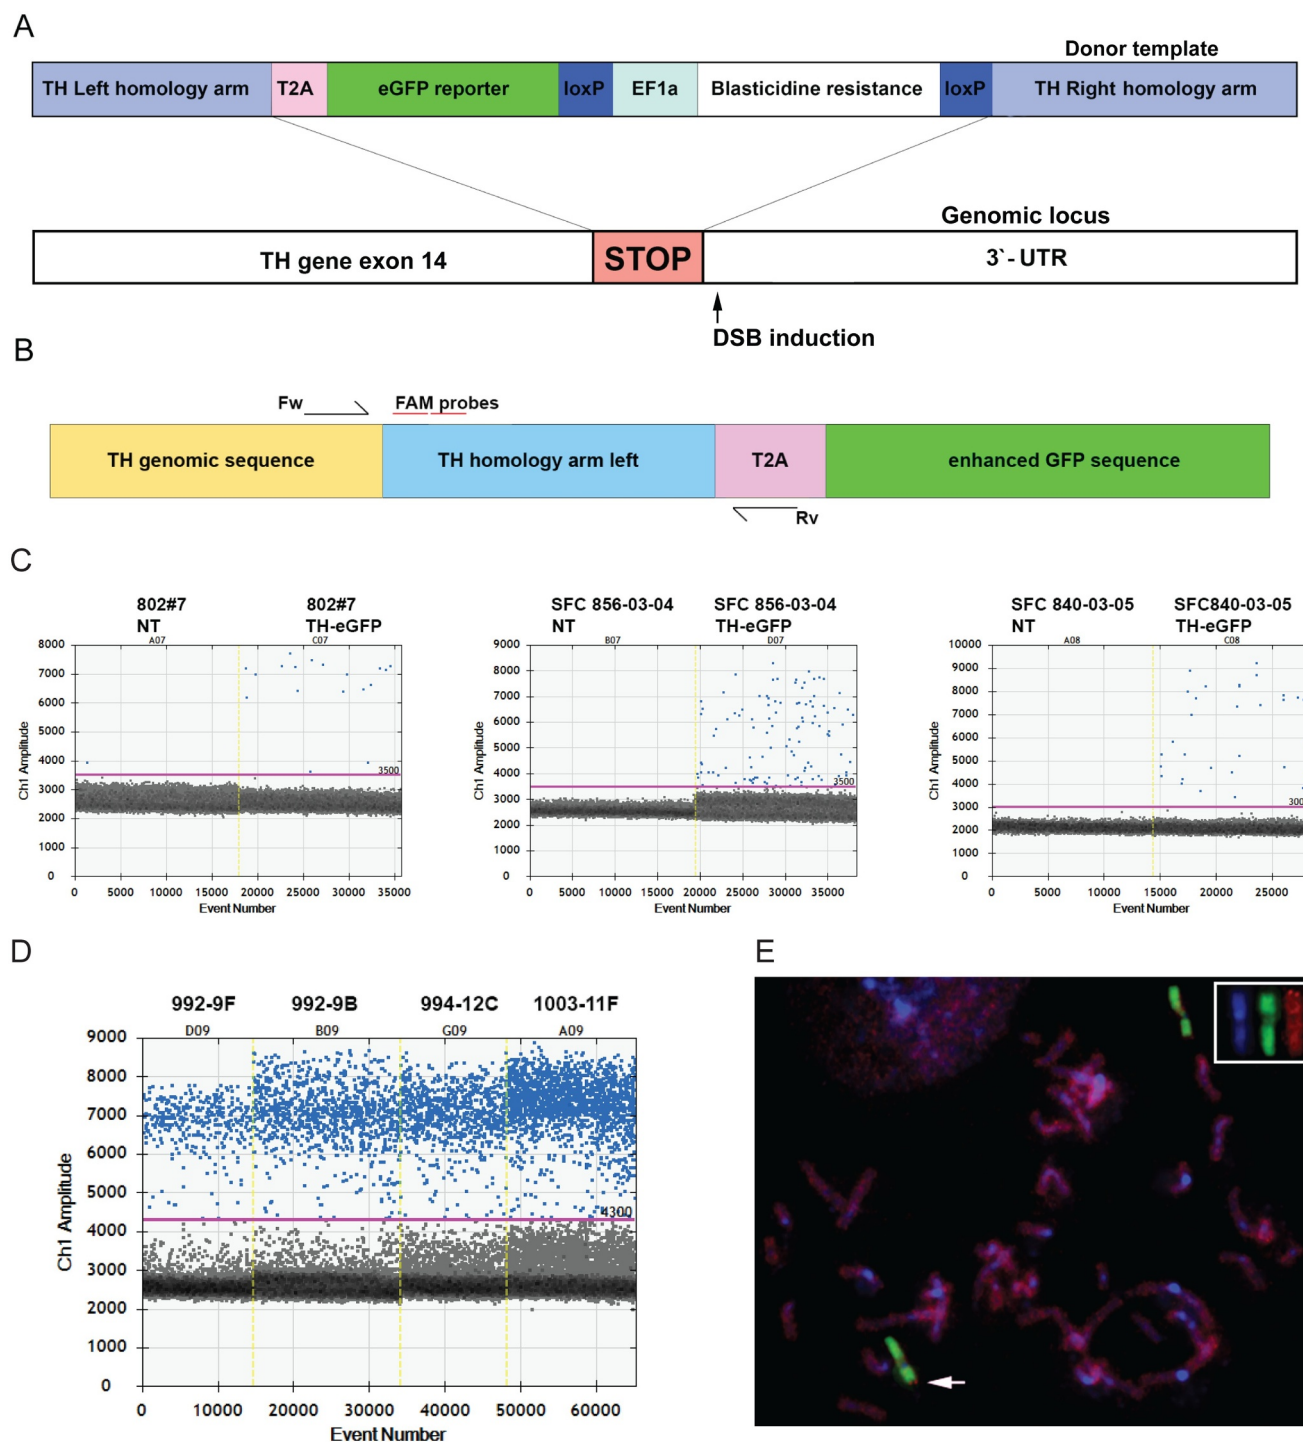 A
Donor template
TH Left homology arm T2A eGFP reporter loxP EF1a Blasticidine resistance loxP TH Right homology arm
Genomic locus
TH gene exon 14 STOP 3`- UTR
DSB induction
B
Fw FAM probes
TH genomic sequence TH homology arm left T2A enhanced GFP sequence
Rv
C
802#7 802#7
NT TH-eGFP
A07 C07
8000
7000
6000
5000
4000
3500
3000
2000
1000
0
Ch1 Amplitude
0 5000 10000 15000 20000 25000 30000 35000
Event Number
SFC 856-03-04 SFC 856-03-04
NT TH-eGFP
B07 D07
9000
8000
7000
6000
5000
4000
3500
3000
2000
1000
0
Ch1 Amplitude
0 5000 10000 15000 20000 25000 30000 35000
Event Number
SFC 840-03-05 SFC840-03-05
NT TH-eGFP
A08 C08
10000
9000
8000
7000
6000
5000
4000
3000
300
2000
1000
0
Ch1 Amplitude
0 5000 10000 15000 20000 25000
Event Number
D
992-9F 992-9B 994-12C 1003-11F
D09 B09 G09 A09
9000
8000
7000
6000
5000
4300
4000
3000
2000
1000
0
Ch1 Amplitude
0 10000 20000 30000 40000 50000 60000
Event Number
E